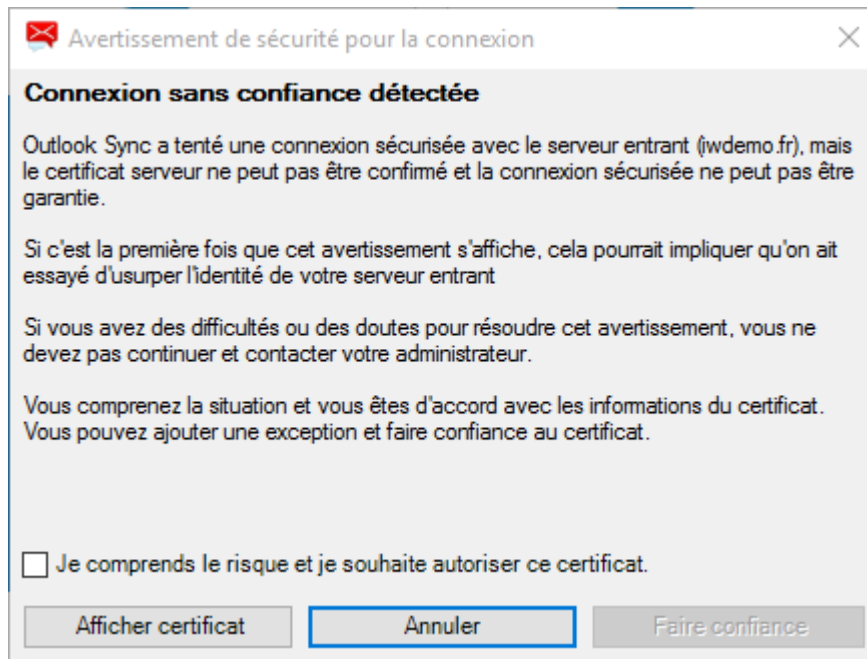 Avertissement de sécurité pour la connexion
Connexion sans confiance détectée
Outlook Sync a tenté une connexion sécurisée avec le serveur entrant (iwdemo.fr), mais
le certificat serveur ne peut pas être confirmé et la connexion sécurisée ne peut pas être
garantie.
Si c'est la première fois que cet avertissement s'affiche, cela pourrait impliquer qu'on ait
essayé d'usurper l'identité de votre serveur entrant
Si vous avez des difficultés ou des doutes pour résoudre cet avertissement, vous ne
devez pas continuer et contacter votre administrateur.
Vous comprenez la situation et vous êtes d'accord avec les informations du certificat.
Vous pouvez ajouter une exception et faire confiance au certificat.
Je comprends le risque et je souhaite autoriser ce certificat.
Afficher certificat
Annuler
Faire confiance